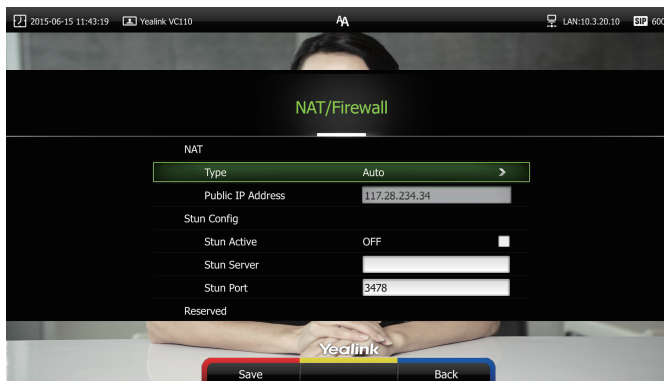 2015-06-15 11:43:19 Yealink VC110 AA LAN:10.3.20.10 SIP 600
NAT/Firewall
NAT
Type Auto
Public IP Address 117.28.234.34
Stun Config
Stun Active OFF
Stun Server
Stun Port 3478
Reserved
Yealink
Save Back